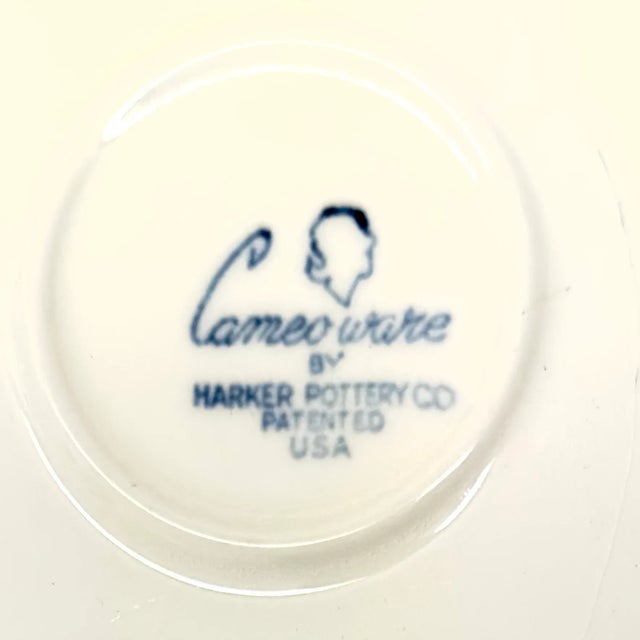 Cameo ware
BY
HARKER POTTERY CO
PATENTED
USA